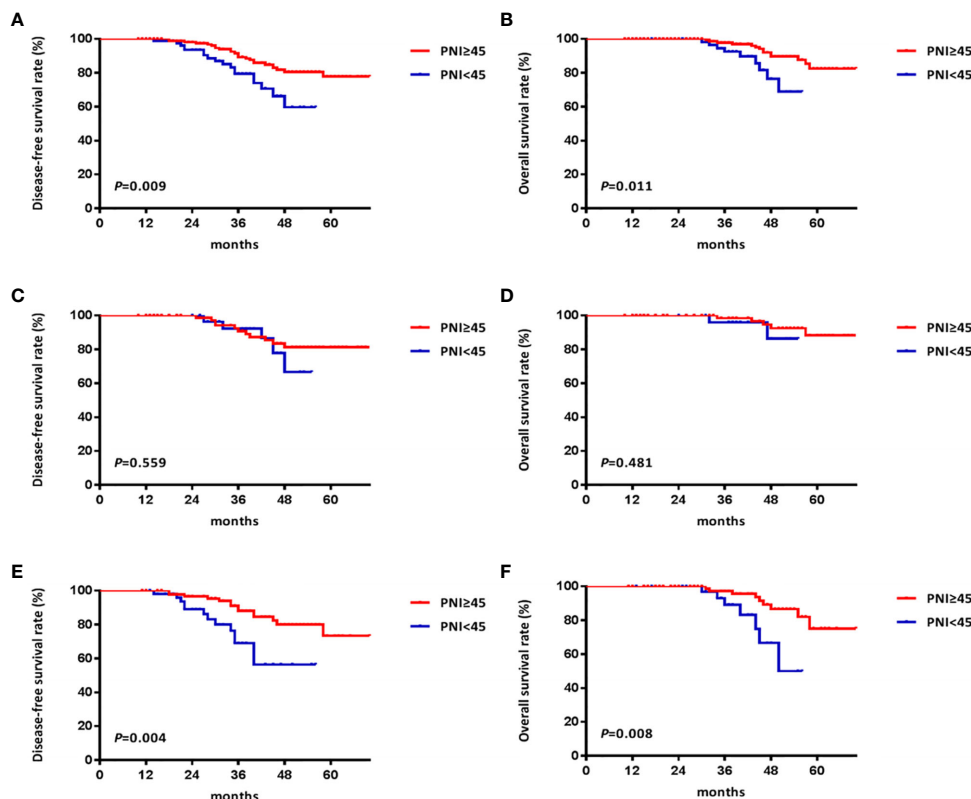 A
Disease-free survival rate (%)
100
80
60
40
20
0
0 12 24 36 48 60
months
P=0.009
PNI≥45
PNI<45
B
Overall survival rate (%)
100
80
60
40
20
0
0 12 24 36 48 60
months
P=0.011
PNI≥45
PNI<45
C
Disease-free survival rate (%)
100
80
60
40
20
0
0 12 24 36 48 60
months
P=0.559
PNI≥45
PNI<45
D
Overall survival rate (%)
100
80
60
40
20
0
0 12 24 36 48 60
months
P=0.481
PNI≥45
PNI<45
E
Disease-free survival rate (%)
100
80
60
40
20
0
0 12 24 36 48 60
months
P=0.004
PNI≥45
PNI<45
F
Overall survival rate (%)
100
80
60
40
20
0
0 12 24 36 48 60
months
P=0.008
PNI≥45
PNI<45